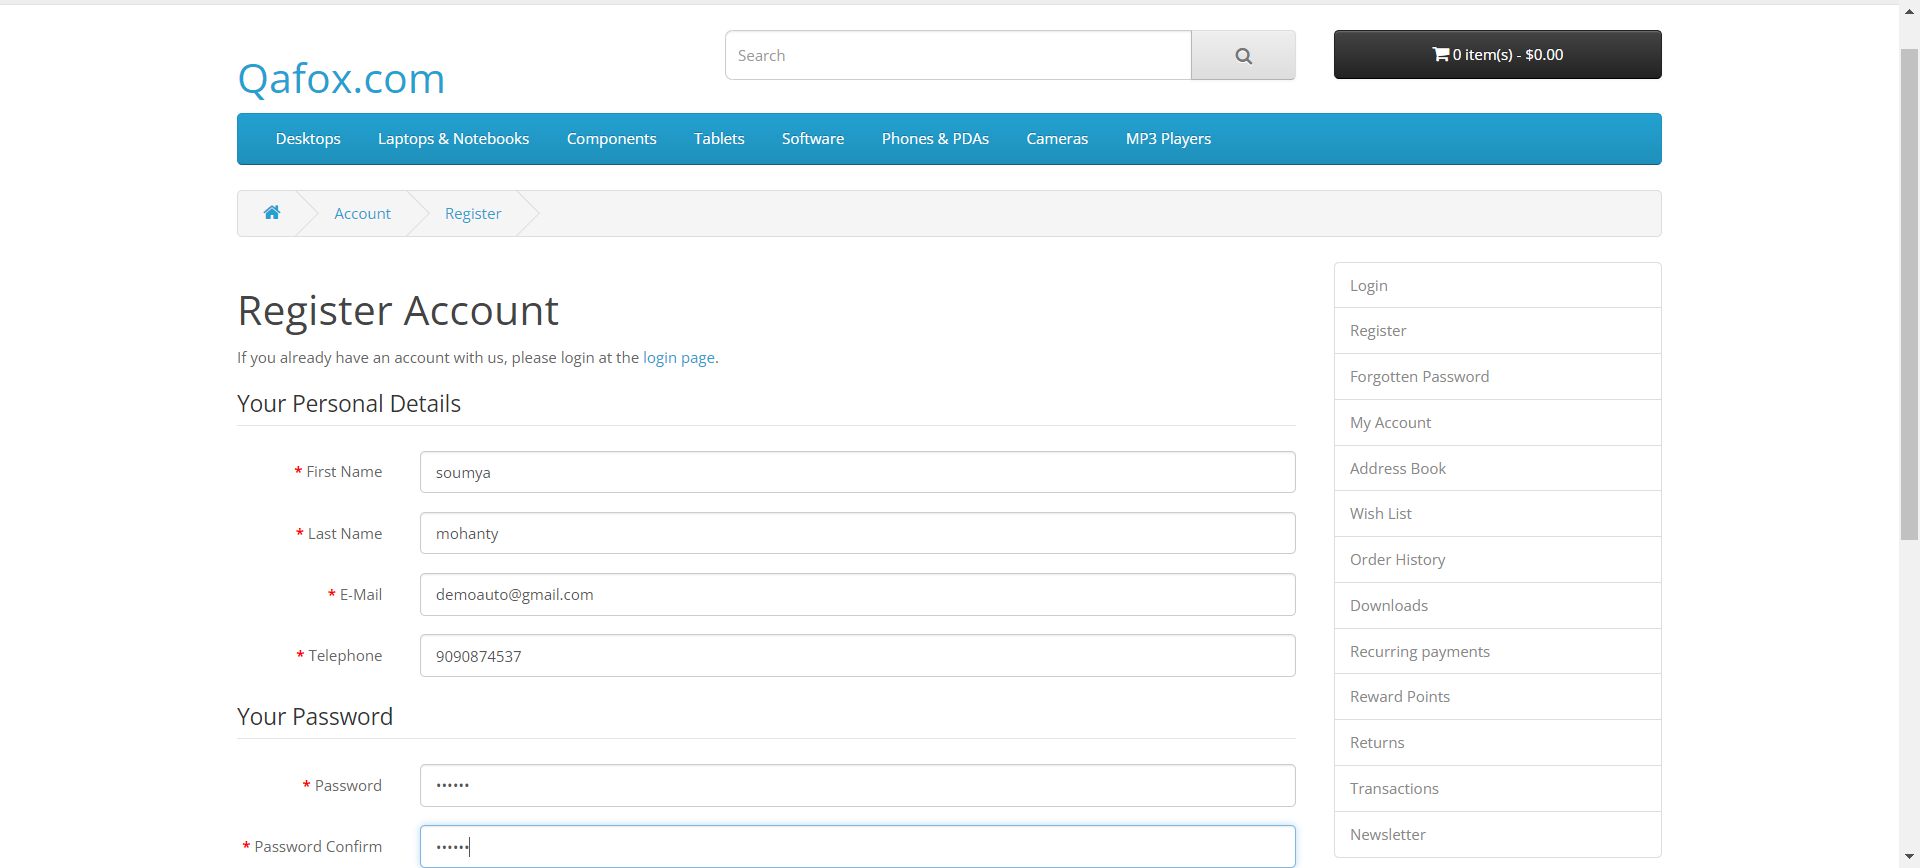 Search
0 item(s) - $0.00
Qafox.com
Desktops Laptops & Notebooks Components Tablets Software Phones & PDAs Cameras MP3 Players
Account Register
Register Account
If you already have an account with us, please login at the login page.
Your Personal Details
* First Name soumya
* Last Name mohanty
* E-Mail demoauto@gmail.com
* Telephone 9090874537
Your Password
* Password ••••••
* Password Confirm ••••••
Login
Register
Forgotten Password
My Account
Address Book
Wish List
Order History
Downloads
Recurring payments
Reward Points
Returns
Transactions
Newsletter